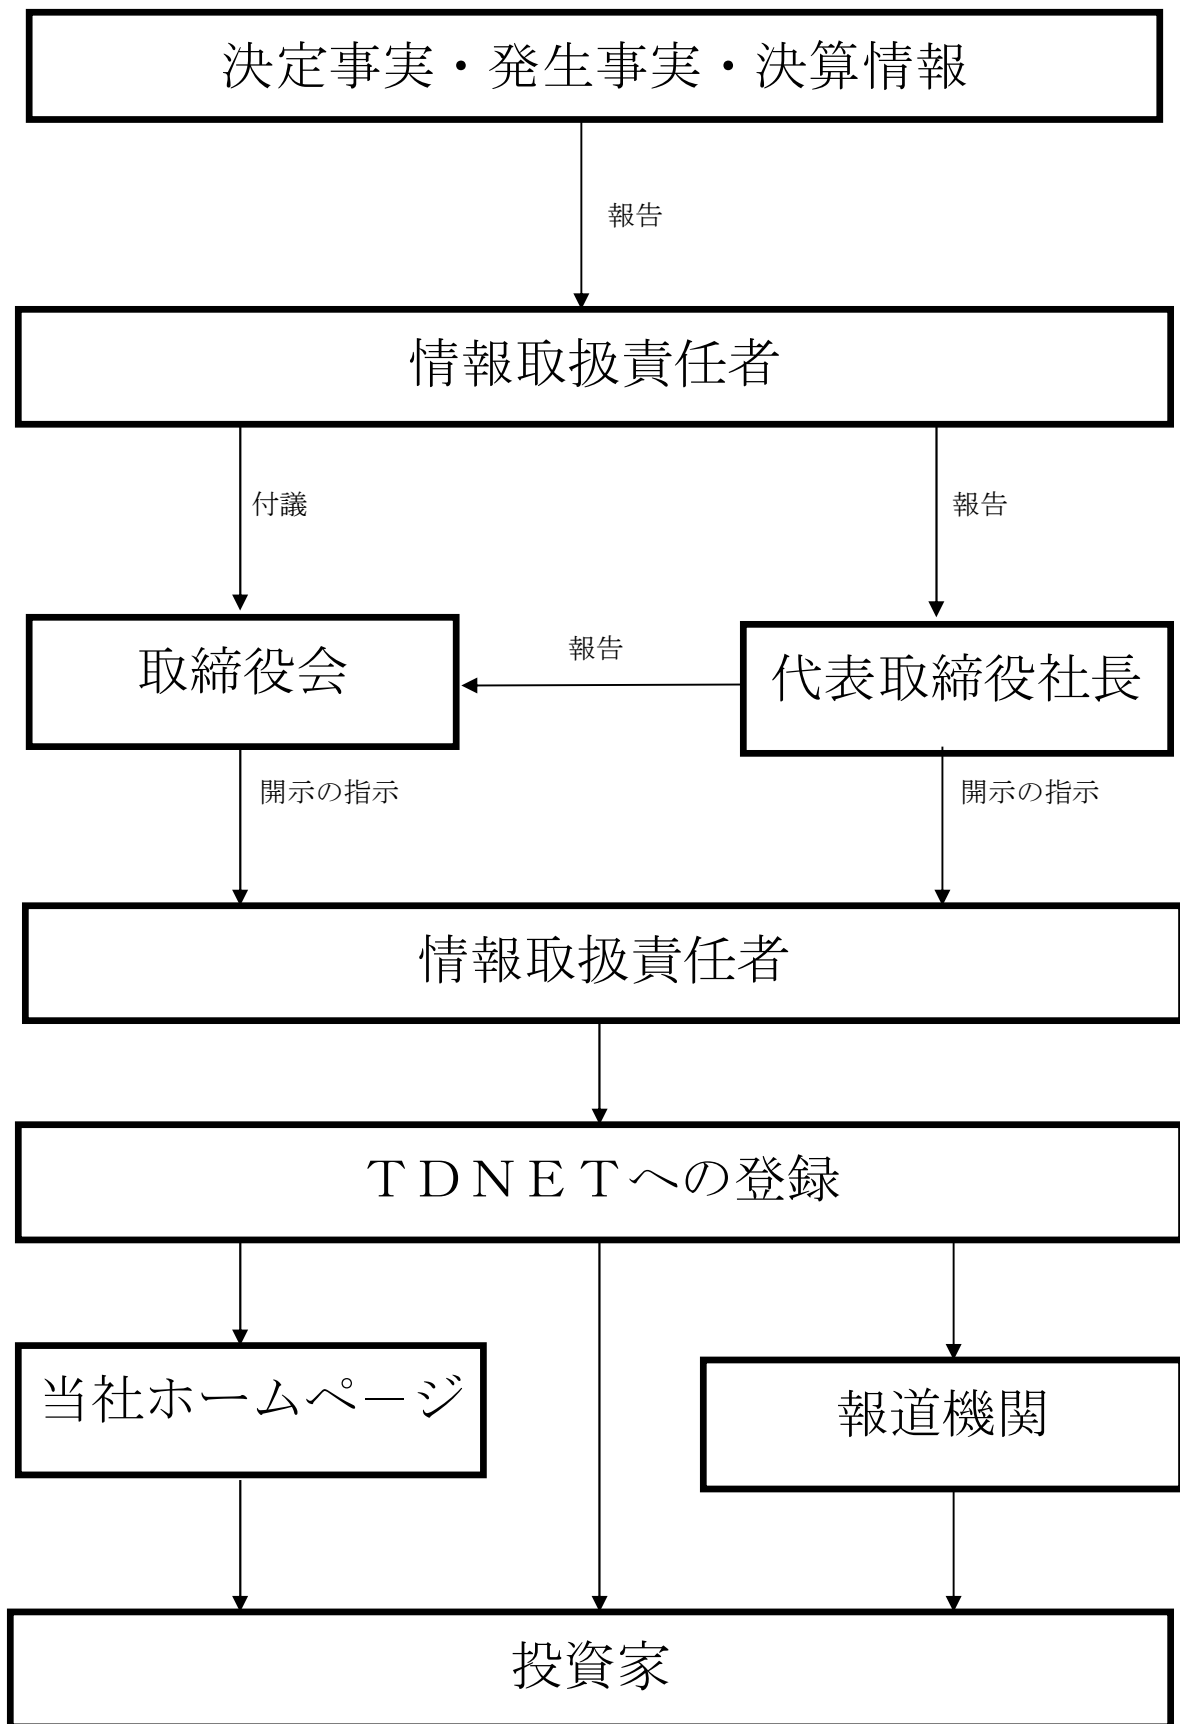 決定事実・発生事実・決算情報
報告
情報取扱責任者
付議
報告
取締役会
報告
代表取締役社長
開示の指示
開示の指示
情報取扱責任者
ＴＤＮＥＴへの登録
当社ホームページ
報道機関
投資家